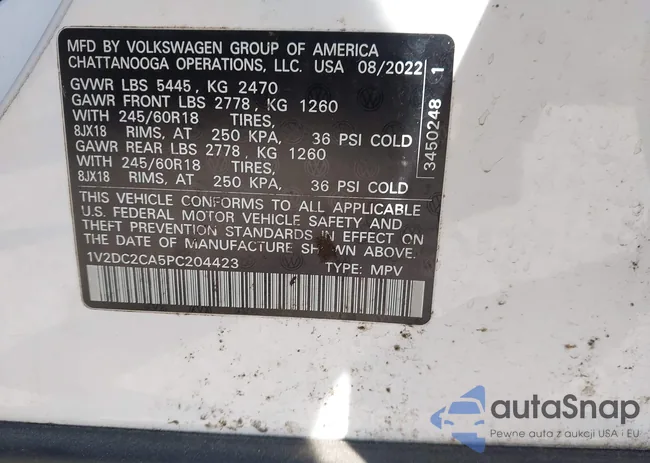 MFD BY VOLKSWAGEN GROUP OF AMERICA
CHATTANOOGA OPERATIONS, LLC. USA 08/2022
GVWR LBS 5445, KG 2470
GAWR FRONT LBS 2778, KG 1260
WITH 245/60R18 TIRES,
8JX18 RIMS, AT 250 KPA, 36 PSI COLD
GAWR REAR LBS 2778, KG 1260
WITH 245/60R18 TIRES,
8JX18 RIMS, AT 250 KPA, 36 PSI COLD
THIS VEHICLE CONFORMS TO ALL APPLICABLE
U.S. FEDERAL MOTOR VEHICLE SAFETY AND
THEFT PREVENTION STANDARDS IN EFFECT ON
THE DATE OF MANUFACTURE SHOWN ABOVE.
1V2DC2CA5PC204423 TYPE: MPV
3450248 1
autaSnap
Pewne auta z aukcji USA i EU